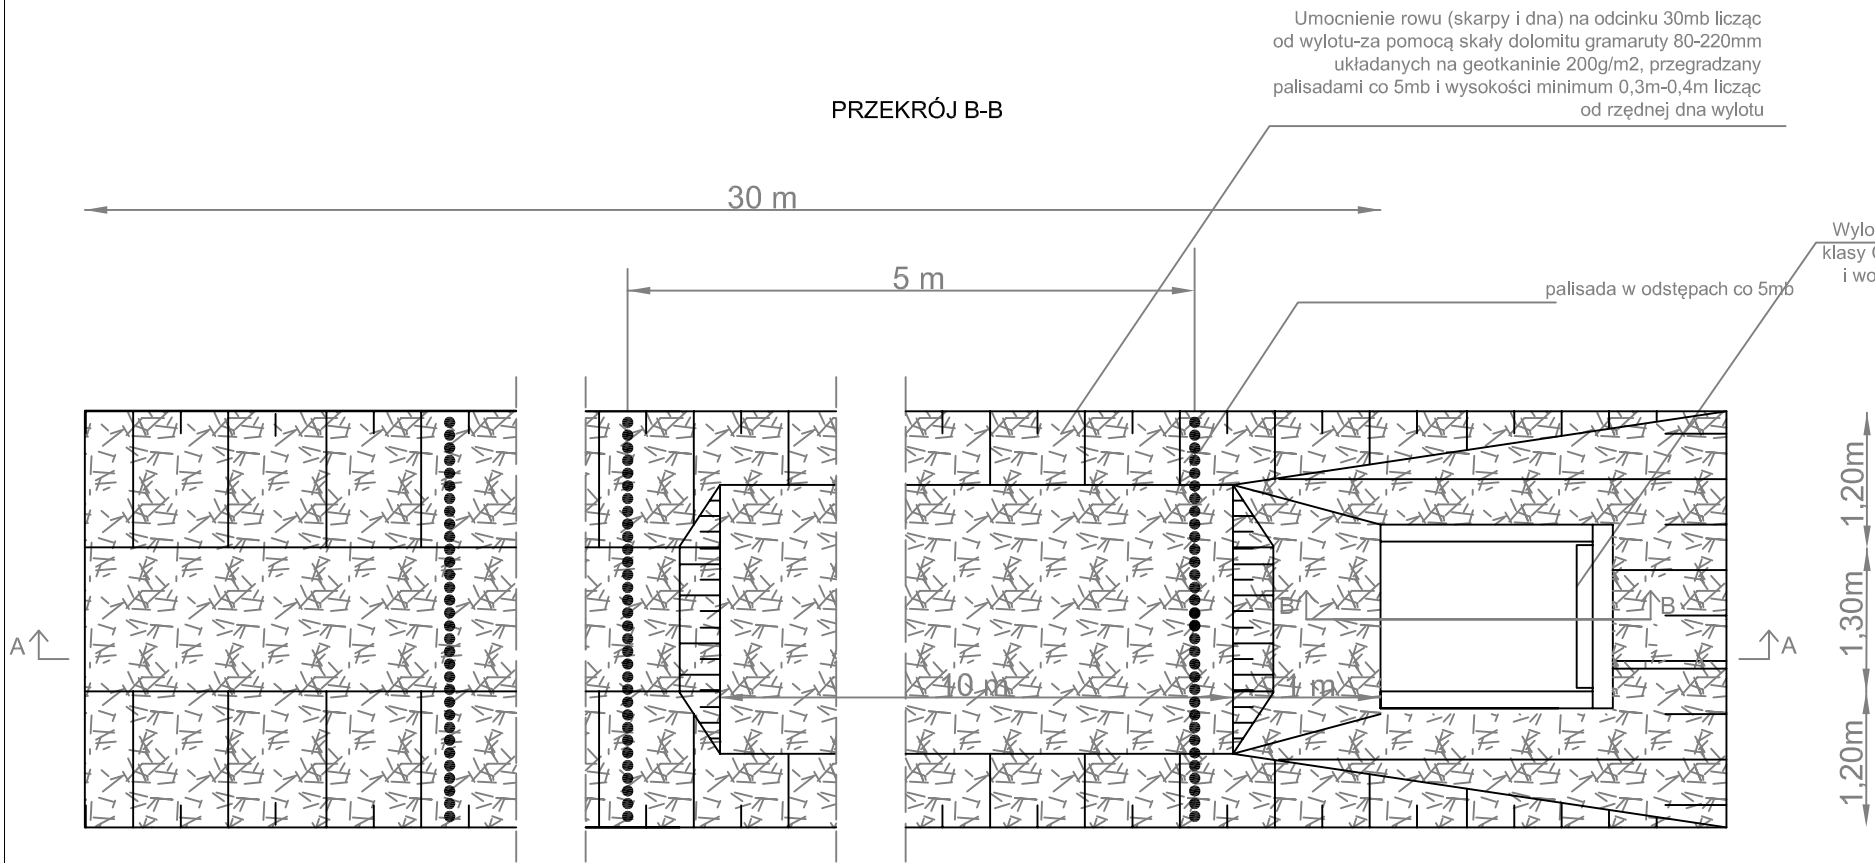 Umocnienie rowu (skarpy i dna) na odcinku 30mb licząc
od wylotu-za pomocą skały dolomitu gramaruty 80-220mm
układanych na geotkaninie 200g/m2, przegradzany
palisadami co 5mb i wysokości minimum 0,3m-0,4m licząc
od rzędnej dna wylotu
PRZEKRÓJ B-B
30 m
Wylo
klasy
i wo
5 m
palisada w odstępach co 5mb
1,20m
B
B
1,30m
A
A
10 m
1 m
1,20m